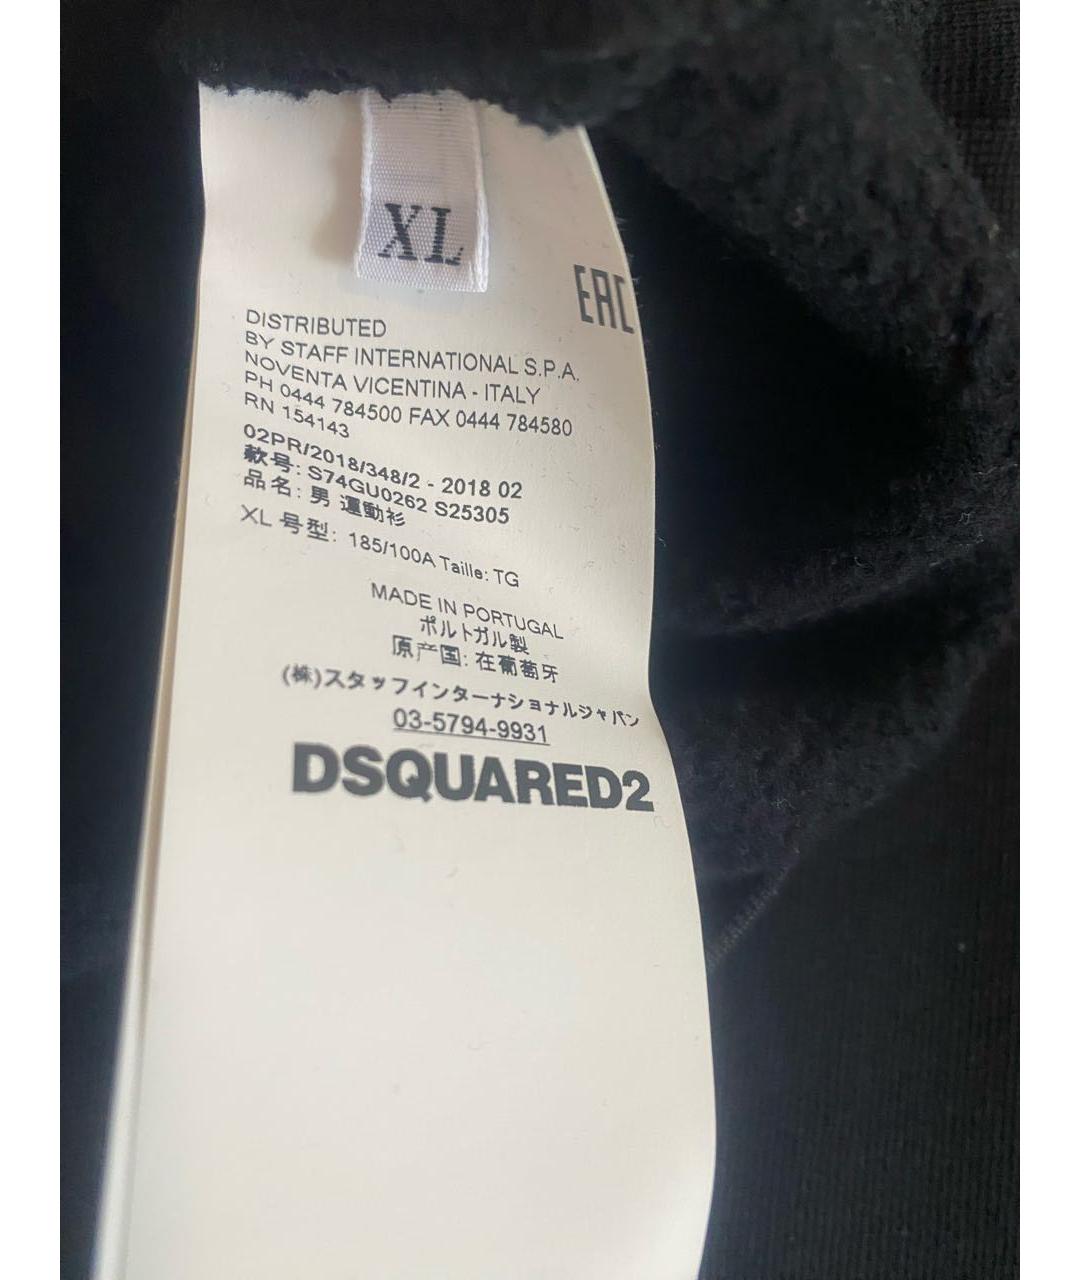 XL
EAC
DISTRIBUTED
BY STAFF INTERNATIONAL S.P.A.
NOVENTA VICENTINA - ITALY
PH 0444 784500 FAX 0444 784580
RN 154143
02PR/2018/348/2 - 2018 02
款号: S74GU0262 S25305
品名: 男 運動衫
XL 号型: 185/100A Taille: TG
MADE IN PORTUGAL
ポルトガル製
原产国: 在葡萄牙
(株)スタッフインターナショナルジャパン
03-5794-9931
DSQUARED2